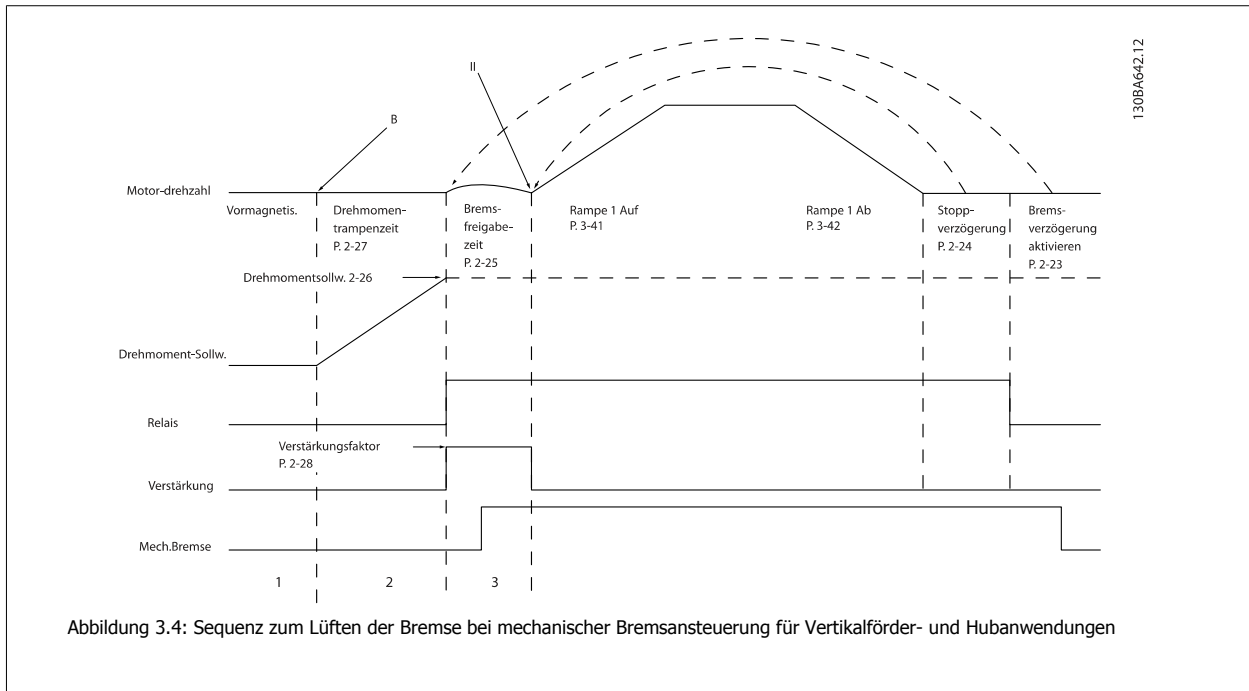 130BA642.12
II
B
Motor-drehzahl
Vormagnetis.
Drehmomen-
trampenzeit
P. 2-27
Brems-
freigabe-
zeit
P. 2-25
Rampe 1 Auf
P. 3-41
Rampe 1 Ab
P. 3-42
Stopp-
verzögerung
P. 2-24
Brems-
verzögerung
aktivieren
P. 2-23
Drehmomentsollw. 2-26
Drehmoment-Sollw.
Relais
Verstärkungsfaktor
P. 2-28
Verstärkung
Mech.Bremse
1
2
3
Abbildung 3.4: Sequenz zum Lüften der Bremse bei mechanischer Bremsansteuerung für Vertikalförder- und Hubanwendungen